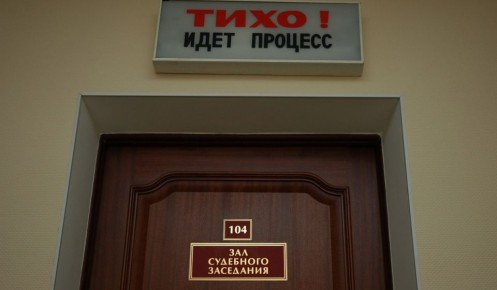 ТИХО !
ИДЕТ ПРОЦЕСС
104
ЗАЛ
СУДЕБНОГО
ЗАСЕДАНИЯ